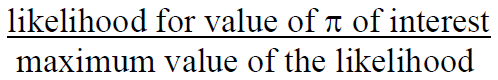 likelihood for value of π of interest
maximum value of the likelihood